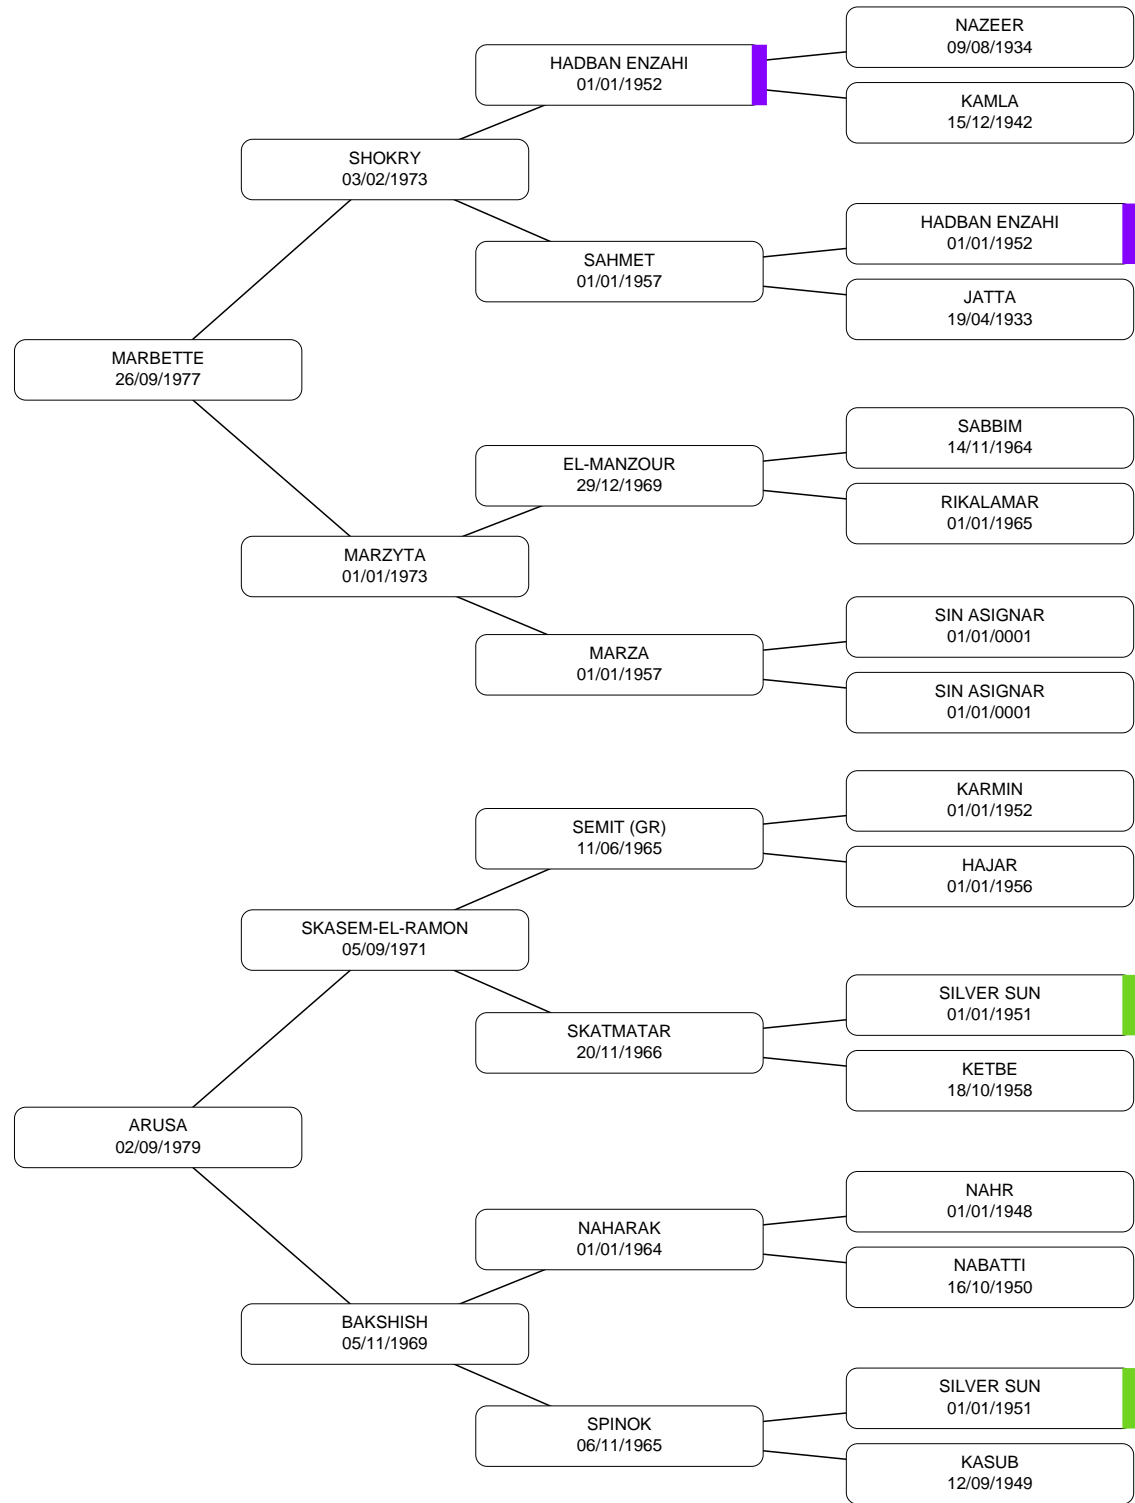 NAZEER
09/08/1934
HADBAN ENZAHI
01/01/1952
KAMLA
15/12/1942
SHOKRY
03/02/1973
HADBAN ENZAHI
01/01/1952
SAHMET
01/01/1957
JATTA
19/04/1933
MARBETTE
26/09/1977
SABBIM
14/11/1964
EL-MANZOUR
29/12/1969
RIKALAMAR
01/01/1965
MARZYTA
01/01/1973
SIN ASIGNAR
01/01/0001
MARZA
01/01/1957
SIN ASIGNAR
01/01/0001
KARMIN
01/01/1952
SEMIT (GR)
11/06/1965
HAJAR
01/01/1956
SKASEM-EL-RAMON
05/09/1971
SILVER SUN
01/01/1951
SKATMATAR
20/11/1966
KETBE
18/10/1958
ARUSA
02/09/1979
NAHR
01/01/1948
NAHARAK
01/01/1964
NABATTI
16/10/1950
BAKSHISH
05/11/1969
SILVER SUN
01/01/1951
SPINOK
06/11/1965
KASUB
12/09/1949